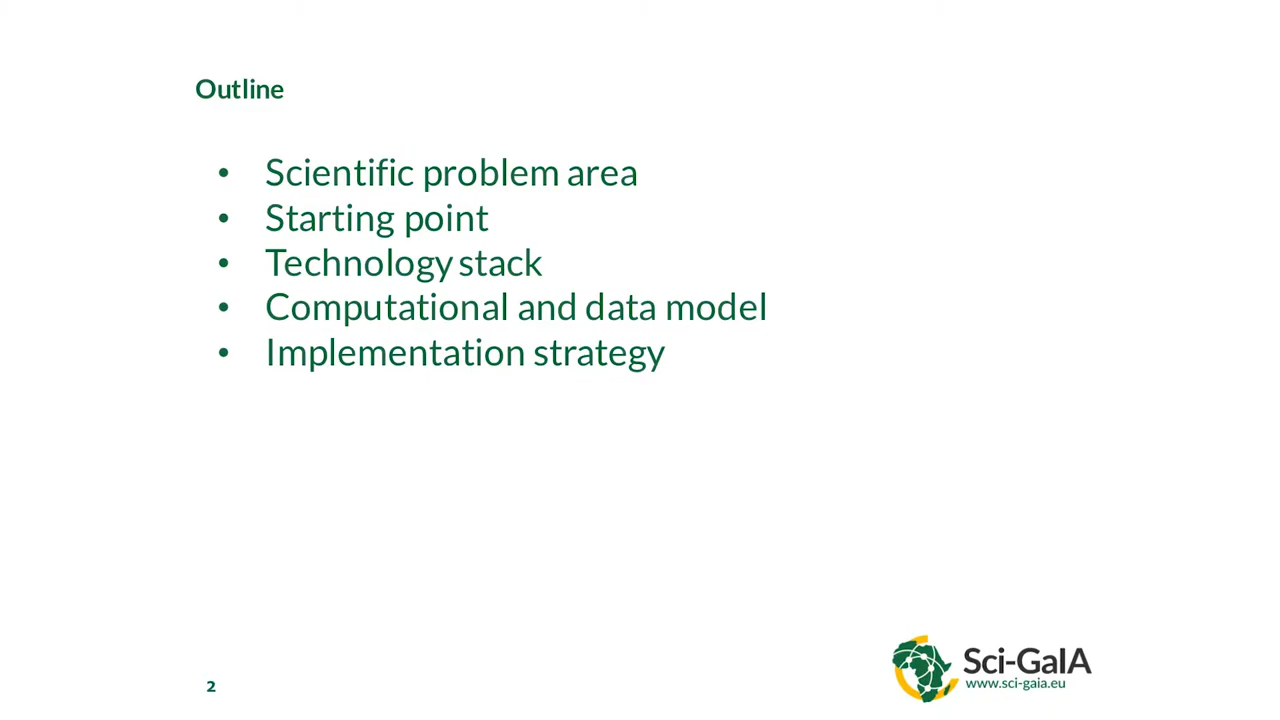 Outline
• Scientific problem area
• Starting point
• Technology stack
• Computational and data model
• Implementation strategy
2
Sci-GaIA
www.sci-gaia.eu